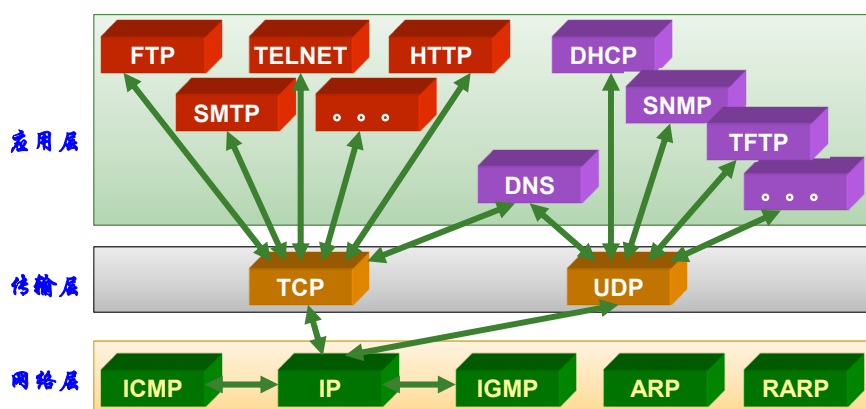 FTP
TELNET
HTTP
DHCP
SMTP
。。。
SNMP
TFTP
应用层
DNS
。。。
传输层
TCP
UDP
网络层
ICMP
IP
IGMP
ARP
RARP